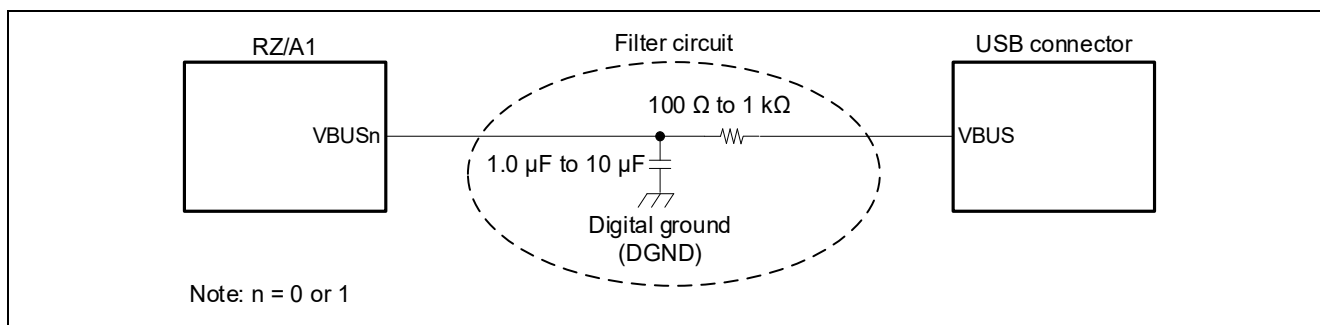 RZ/A1
Filter circuit
USB connector
100 Ω to 1 kΩ
VBUSn
VBUS
1.0 µF to 10 µF
Digital ground
(DGND)
Note: n = 0 or 1